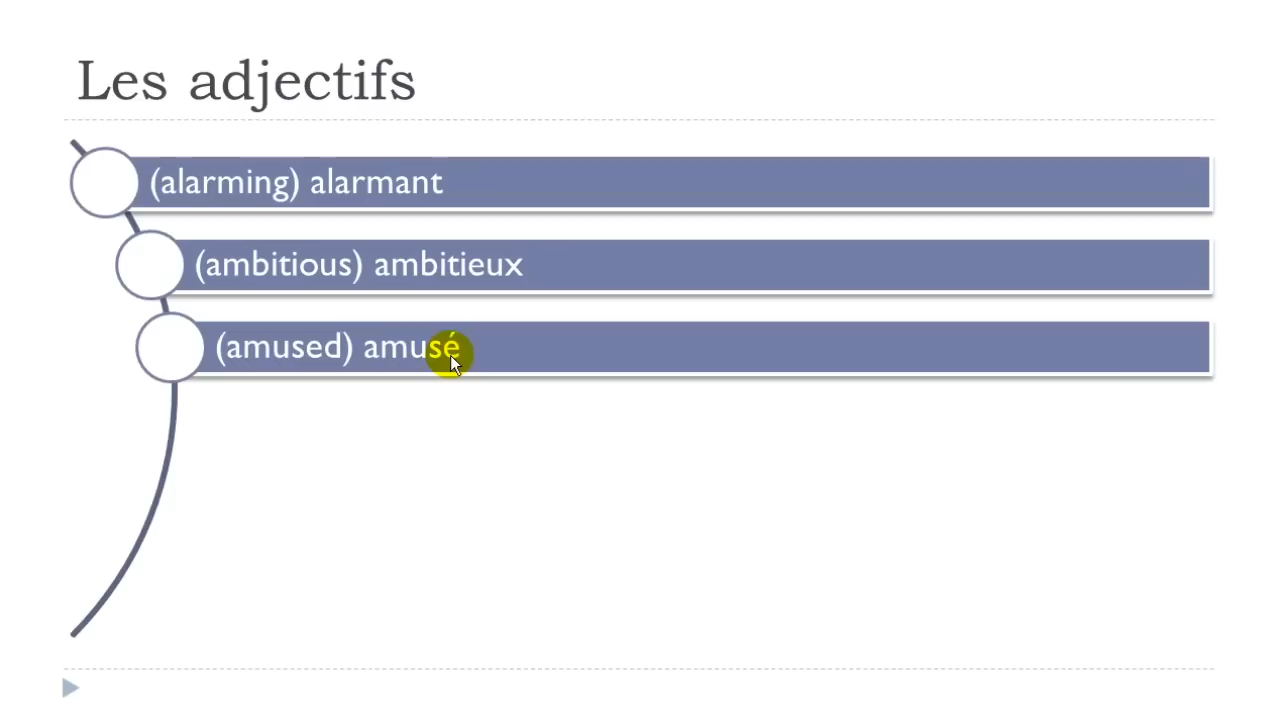 Les adjectifs
(alarming) alarmant
(ambitious) ambitieux
(amused) amusé